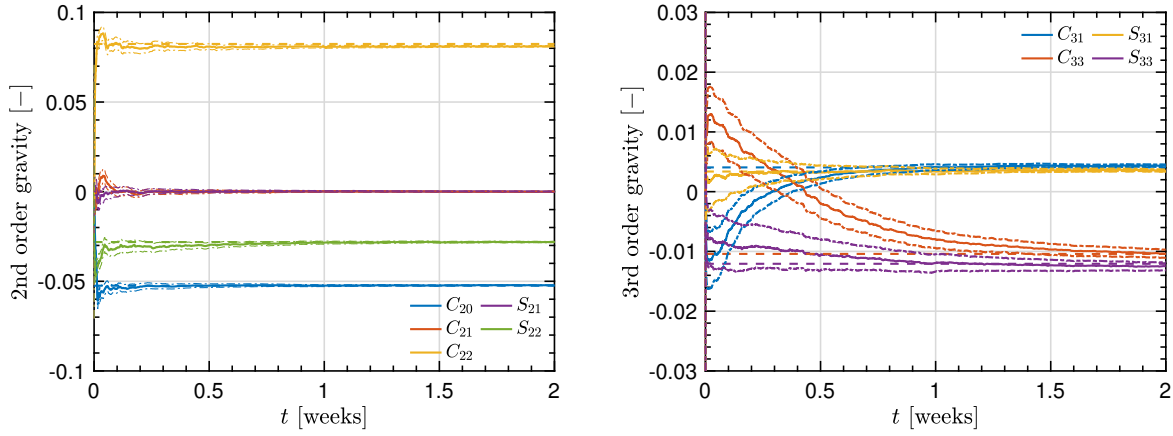 0.1
0.05
0
-0.05
-0.1
2nd order gravity [−]
C20 S21
C21 S22
C22
0 0.5 1 1.5 2
t [weeks]
0.03
0.02
0.01
0
-0.01
-0.02
-0.03
3rd order gravity [−]
C31 S31
C33 S33
0 0.5 1 1.5 2
t [weeks]